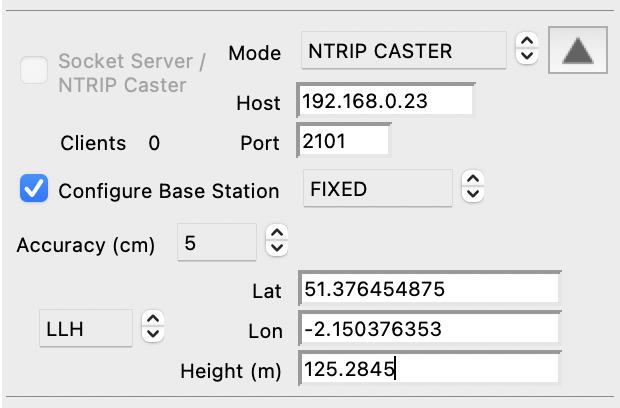 Socket Server /
NTRIP Caster
Mode NTRIP CASTER
Host 192.168.0.23
Clients 0 Port 2101
Configure Base Station FIXED
Accuracy (cm) 5
Lat 51.376454875
LLH Lon -2.150376353
Height (m) 125.2845